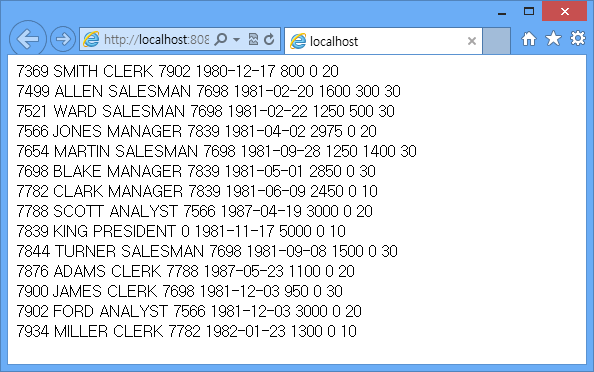 http://localhost:808
localhost
7369 SMITH CLERK 7902 1980-12-17 800 0 20
7499 ALLEN SALESMAN 7698 1981-02-20 1600 300 30
7521 WARD SALESMAN 7698 1981-02-22 1250 500 30
7566 JONES MANAGER 7839 1981-04-02 2975 0 20
7654 MARTIN SALESMAN 7698 1981-09-28 1250 1400 30
7698 BLAKE MANAGER 7839 1981-05-01 2850 0 30
7782 CLARK MANAGER 7839 1981-06-09 2450 0 10
7788 SCOTT ANALYST 7566 1987-04-19 3000 0 20
7839 KING PRESIDENT 0 1981-11-17 5000 0 10
7844 TURNER SALESMAN 7698 1981-09-08 1500 0 30
7876 ADAMS CLERK 7788 1987-05-23 1100 0 20
7900 JAMES CLERK 7698 1981-12-03 950 0 30
7902 FORD ANALYST 7566 1981-12-03 3000 0 20
7934 MILLER CLERK 7782 1982-01-23 1300 0 10